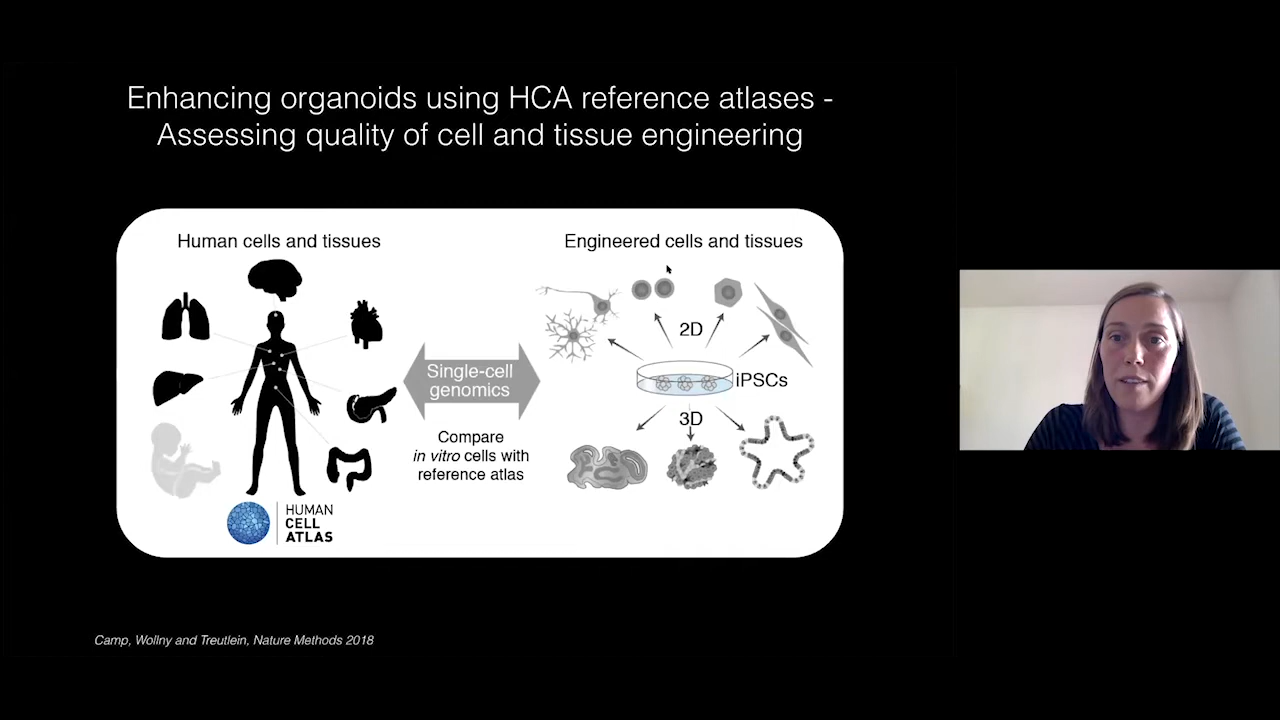 Enhancing organoids using HCA reference atlases -
Assessing quality of cell and tissue engineering
Human cells and tissues
Engineered cells and tissues
2D
Single-cell
genomics
iPSCs
3D
Compare
in vitro cells with
reference atlas
HUMAN
CELL
ATLAS
Camp, Wollny and Treutlein, Nature Methods 2018